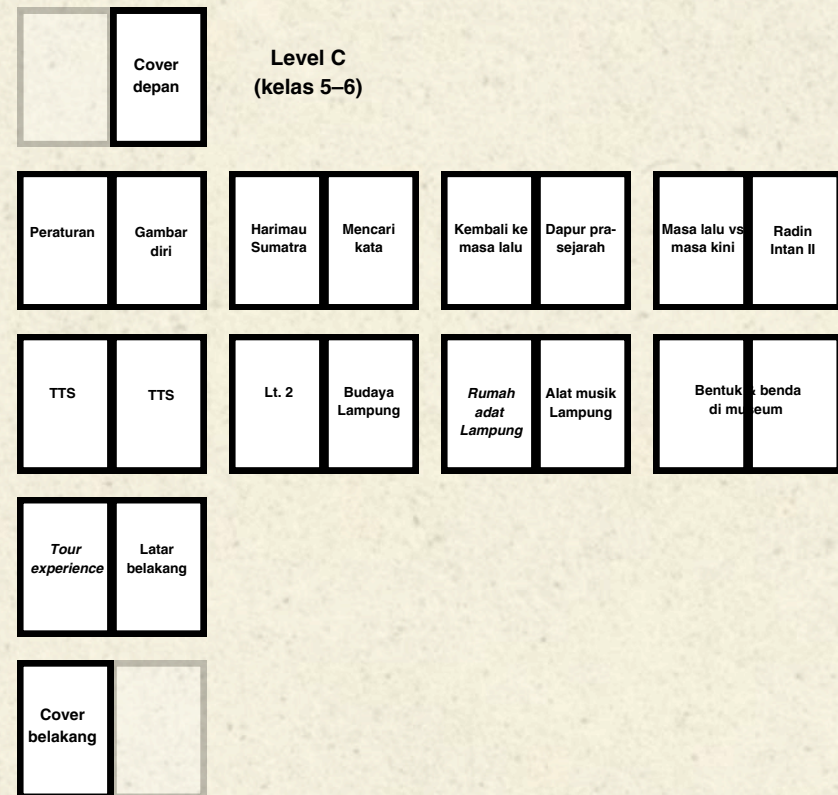 Cover
depan
Level C
(kelas 5–6)
Peraturan
Gambar
diri
Harimau
Sumatra
Mencari
kata
Kembali ke
masa lalu
Dapur pra-
sejarah
Masa lalu vs
masa kini
Radin
Intan II
TTS
TTS
Lt. 2
Budaya
Lampung
Rumah
adat
Lampung
Alat musik
Lampung
Bentuk & benda
di museum
Tour
experience
Latar
belakang
Cover
belakang